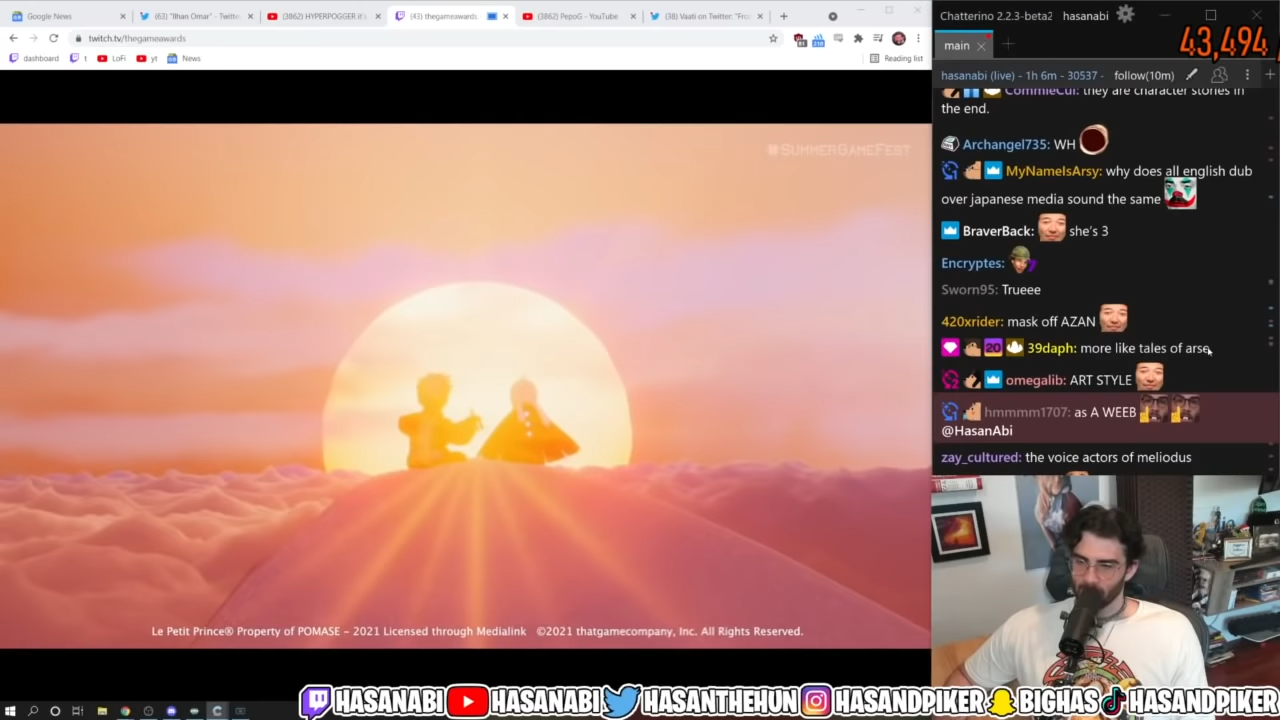 Google News
(63) "Ilhan Omar" - Twitte
(3862) HYPERPOGGER it's
(43) thegameawards
(3862) PepoG - YouTube
(38) Vaati on Twitter: "Fro
twitch.tv/thegameawards
dashboard
t
LoFi
yt
News
Reading list
#SUMMERGAMEFEST
Le Petit Prince® Property of POMASE – 2021 Licensed through Medialink ©2021 thatgamecompany, Inc. All Rights Reserved.
Chatterino 2.2.3-beta2
hasanabi
main
43,494
hasanabi (live) - 1h 6m - 30537 -
follow(10m)
CommieCul: they are character stories in
the end.
Archangel735: WH
MyNameIsArsy: why does all english dub
over japanese media sound the same
BraverBack: she's 3
Encryptes:
Sworn95: Trueee
420xrider: mask off AZAN
20 39daph: more like tales of arse
omegalib: ART STYLE
hmmmm1707: as A WEEB
@HasanAbi
zay_cultured: the voice actors of meliodus
HASANABI HASANABI HASANTHEHUN HASANDPIKER BIGHAS HASANDPIKER